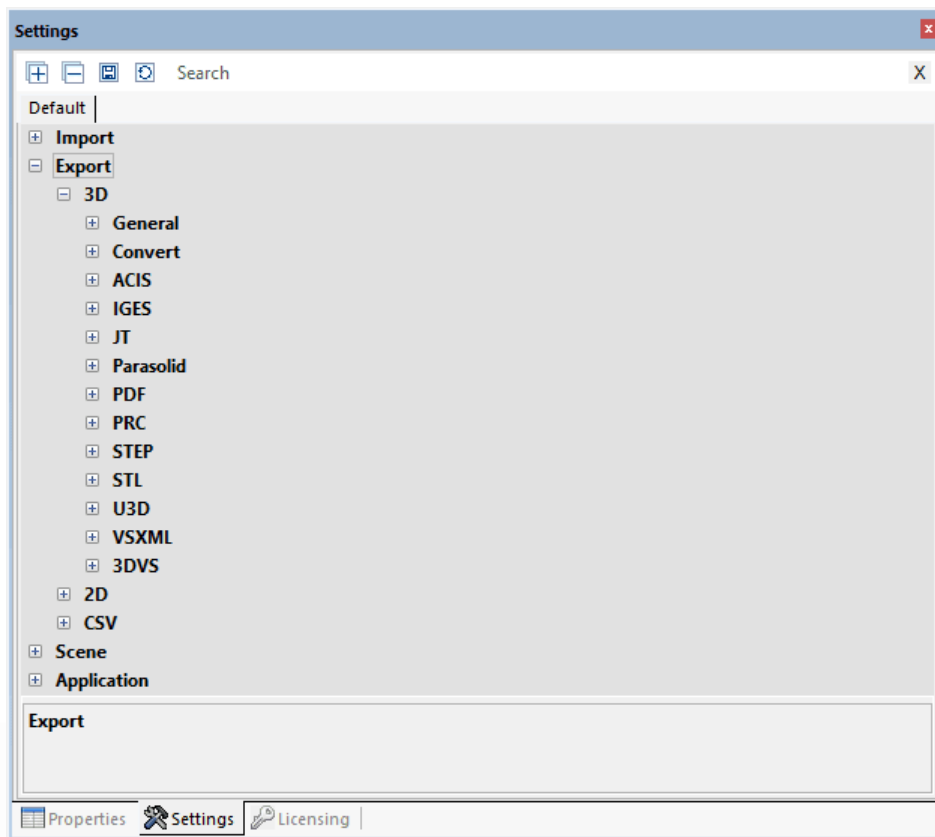 Settings
Search X
Default
Import
Export
3D
General
Convert
ACIS
IGES
JT
Parasolid
PDF
PRC
STEP
STL
U3D
VSXML
3DVS
2D
CSV
Scene
Application
Export
Properties Settings Licensing